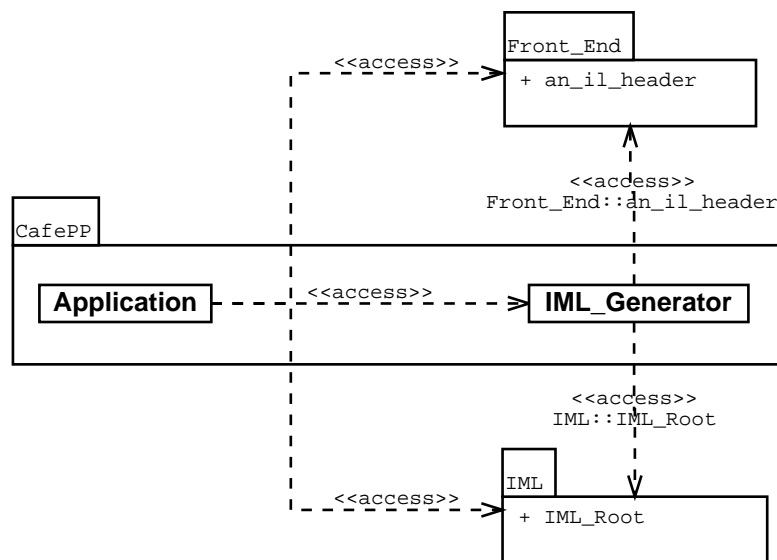 Front_End
<<access>>
+ an_il_header
<<access>>
Front_End::an_il_header
CafePP
Application
<<access>>
IML_Generator
<<access>>
IML::IML_Root
IML
<<access>>
+ IML_Root